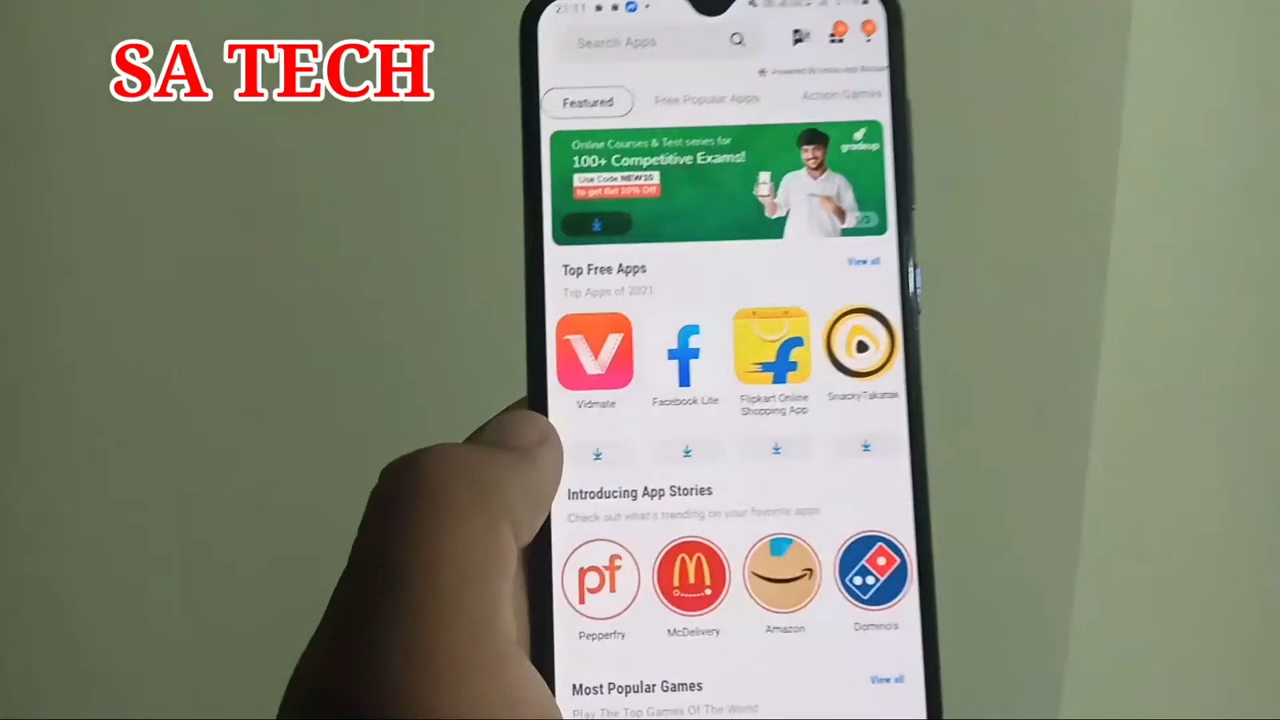 SA TECH
Search Apps
Featured
Free Popular Apps
Action Games
Online Courses & Test series for
100+ Competitive Exams!
Use Code NEW10
to get flat 10% Off
gradeup
Top Free Apps
View all
Top Apps of 2021
Vidmate
Facebook Lite
Flipkart Online
Shopping App
Introducing App Stories
Check out what's trending on your favorite apps
pf
Pepperfry
McDelivery
Amazon
Domino's
Most Popular Games
View all
Play The Top Games Of The World